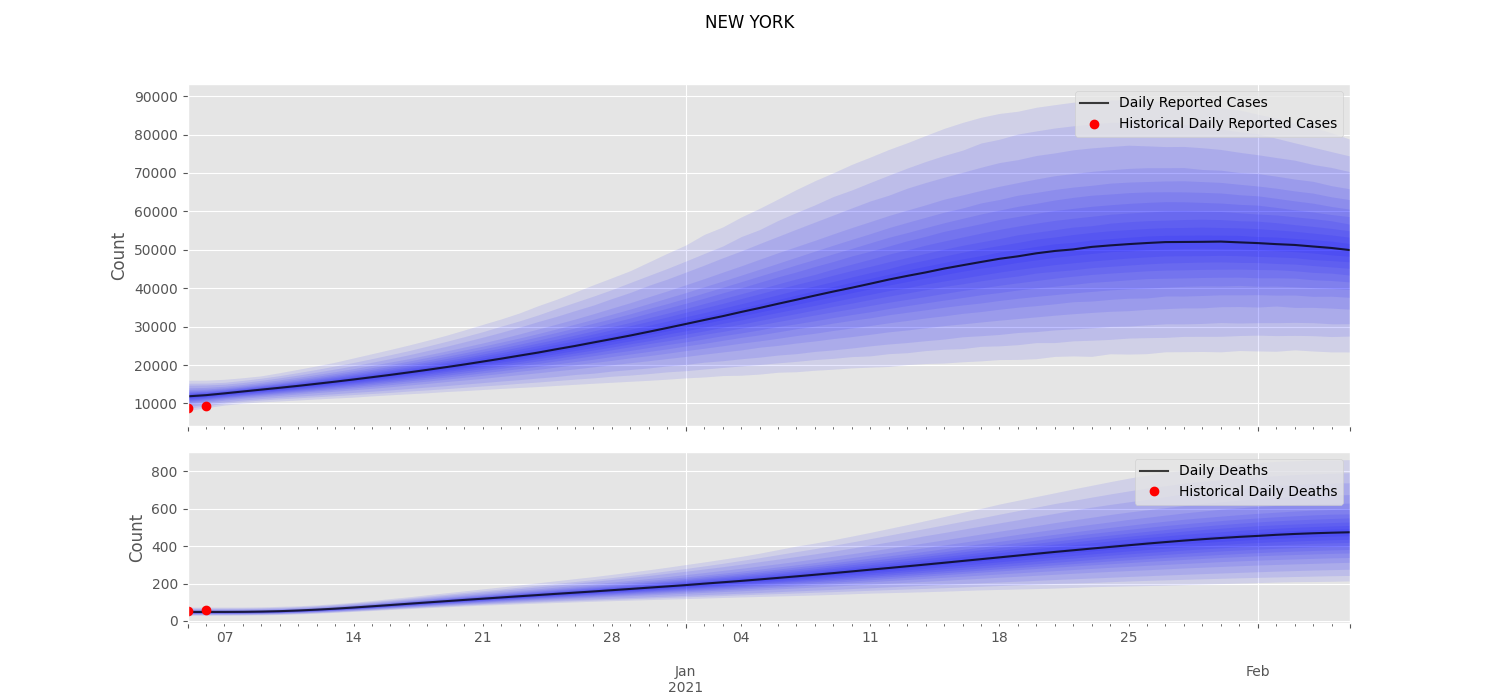 NEW YORK
90000
80000
70000
60000
50000
40000
30000
20000
10000
Count
Daily Reported Cases
Historical Daily Reported Cases
800
600
400
200
0
Count
Daily Deaths
Historical Daily Deaths
07 14 21 28 04 11 18 25
Jan Feb
2021